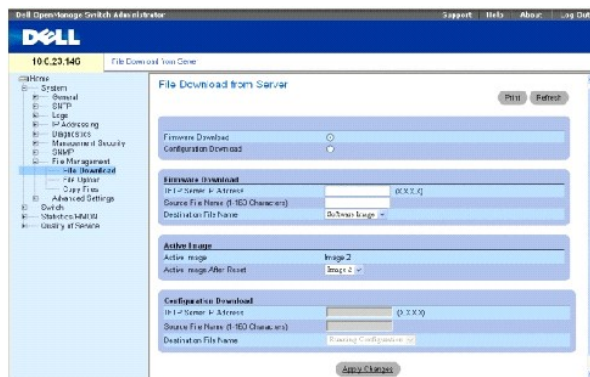 Dell OpenManage Switch Administrator
Support Help About Log Out
DELL
10.6.23.146
File Download from Server
Home
System
General
SNTP
Logs
IP Addressing
Diagnostics
Management Security
SNMP
File Management
File Download
File Upload
Copy Files
Advanced Settings
Switch
Statistics/RMON
Quality of Service
File Download from Server
Print Refresh
Firmware Download
Configuration Download
Firmware Download
TFTP Server IP Address (X.X.X.X)
Source File Name (1-160 Characters)
Destination File Name Software Image
Active Image
Active Image Image 2
Active Image After Reset Image 2
Configuration Download
TFTP Server IP Address (X.X.X.X)
Source File Name (1-160 Characters)
Destination File Name Running Configuration
Apply Changes